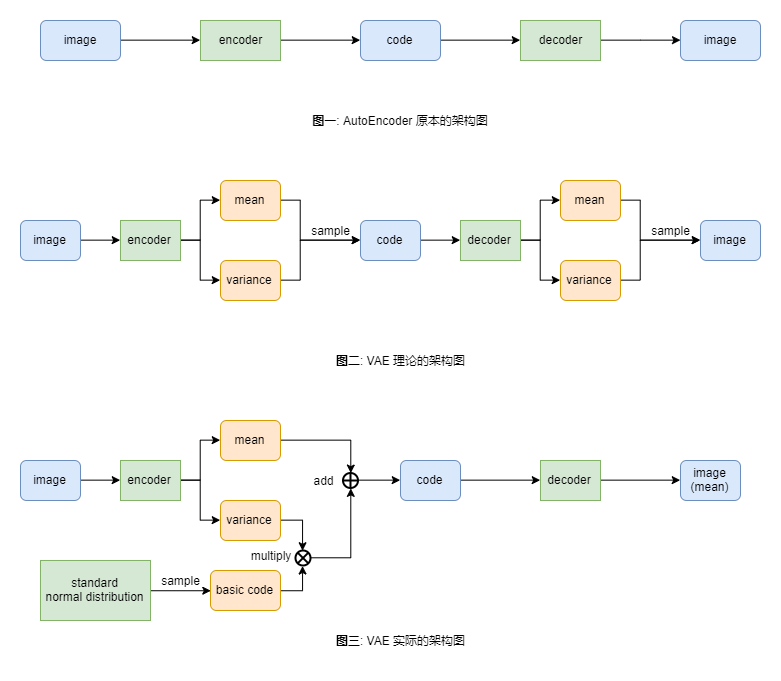 image
encoder
code
decoder
image
图一: AutoEncoder 原本的架构图
mean
mean
image
encoder
sample
code
decoder
sample
image
variance
variance
图二: VAE 理论的架构图
mean
image
encoder
add
code
decoder
image
(mean)
variance
multiply
standard
normal distribution
sample
basic code
图三: VAE 实际的架构图